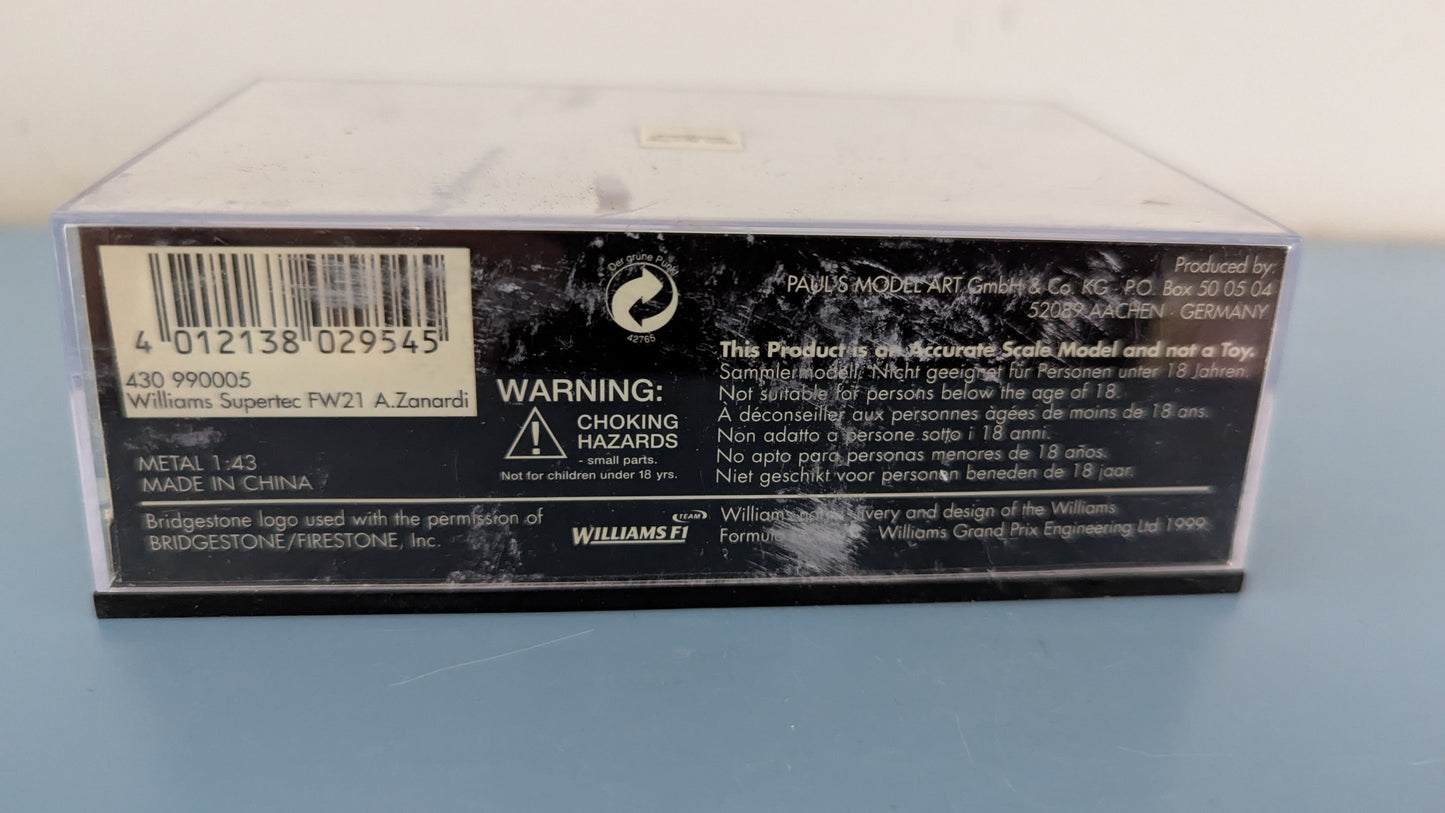 4 012138 029545
430 990005
Williams Supertec FW21 A.Zanardi
METAL 1:43
MADE IN CHINA
Der grüne Punkt
42765
WARNING:
CHOKING
HAZARDS
- small parts.
Not for children under 18 yrs.
Produced by:
PAUL'S MODEL ART GmbH & Co. KG · P.O. Box 50 05 04
52089 AACHEN · GERMANY
This Product is an Accurate Scale Model and not a Toy.
Sammlermodell. Nicht geeignet für Personen unter 18 Jahren.
Not suitable for persons below the age of 18.
À déconseiller aux personnes àgées de moins de 18 ans.
Non adatto a persone sotto i 18 anni.
No apto para personas menores de 18 años.
Niet geschikt voor personen beneden de 18 jaar.
Bridgestone logo used with the permission of
BRIDGESTONE/FIRESTONE, Inc.
TEAM
WILLIAMS F1
Williams livery and design of the Williams
Formula Williams Grand Prix Engineering Ltd. 1999.